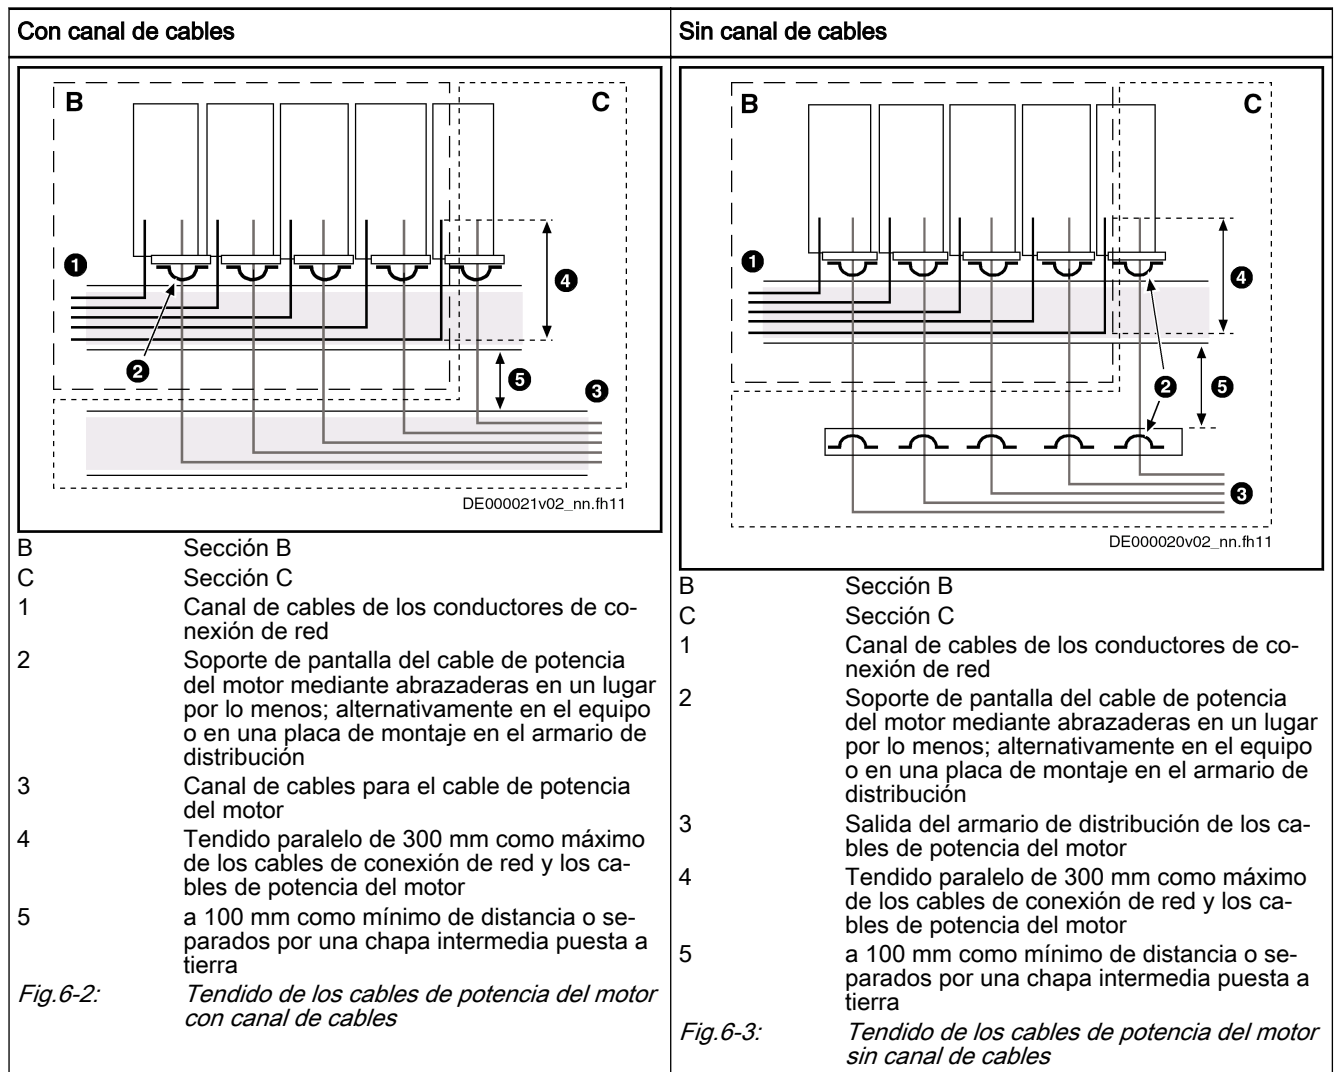 Con canal de cables
B
C
1
4
2
5
3
DE000021v02_nn.fh11
B Sección B
C Sección C
1 Canal de cables de los conductores de co-
nexión de red
2 Soporte de pantalla del cable de potencia
del motor mediante abrazaderas en un lugar
por lo menos; alternativamente en el equipo
o en una placa de montaje en el armario de
distribución
3 Canal de cables para el cable de potencia
del motor
4 Tendido paralelo de 300 mm como máximo
de los cables de conexión de red y los ca-
bles de potencia del motor
5 a 100 mm como mínimo de distancia o se-
parados por una chapa intermedia puesta a
tierra
Fig.6-2: Tendido de los cables de potencia del motor
con canal de cables
Sin canal de cables
B
C
1
4
2
5
3
DE000020v02_nn.fh11
B Sección B
C Sección C
1 Canal de cables de los conductores de co-
nexión de red
2 Soporte de pantalla del cable de potencia
del motor mediante abrazaderas en un lugar
por lo menos; alternativamente en el equipo
o en una placa de montaje en el armario de
distribución
3 Salida del armario de distribución de los ca-
bles de potencia del motor
4 Tendido paralelo de 300 mm como máximo
de los cables de conexión de red y los ca-
bles de potencia del motor
5 a 100 mm como mínimo de distancia o se-
parados por una chapa intermedia puesta a
tierra
Fig.6-3: Tendido de los cables de potencia del motor
sin canal de cables